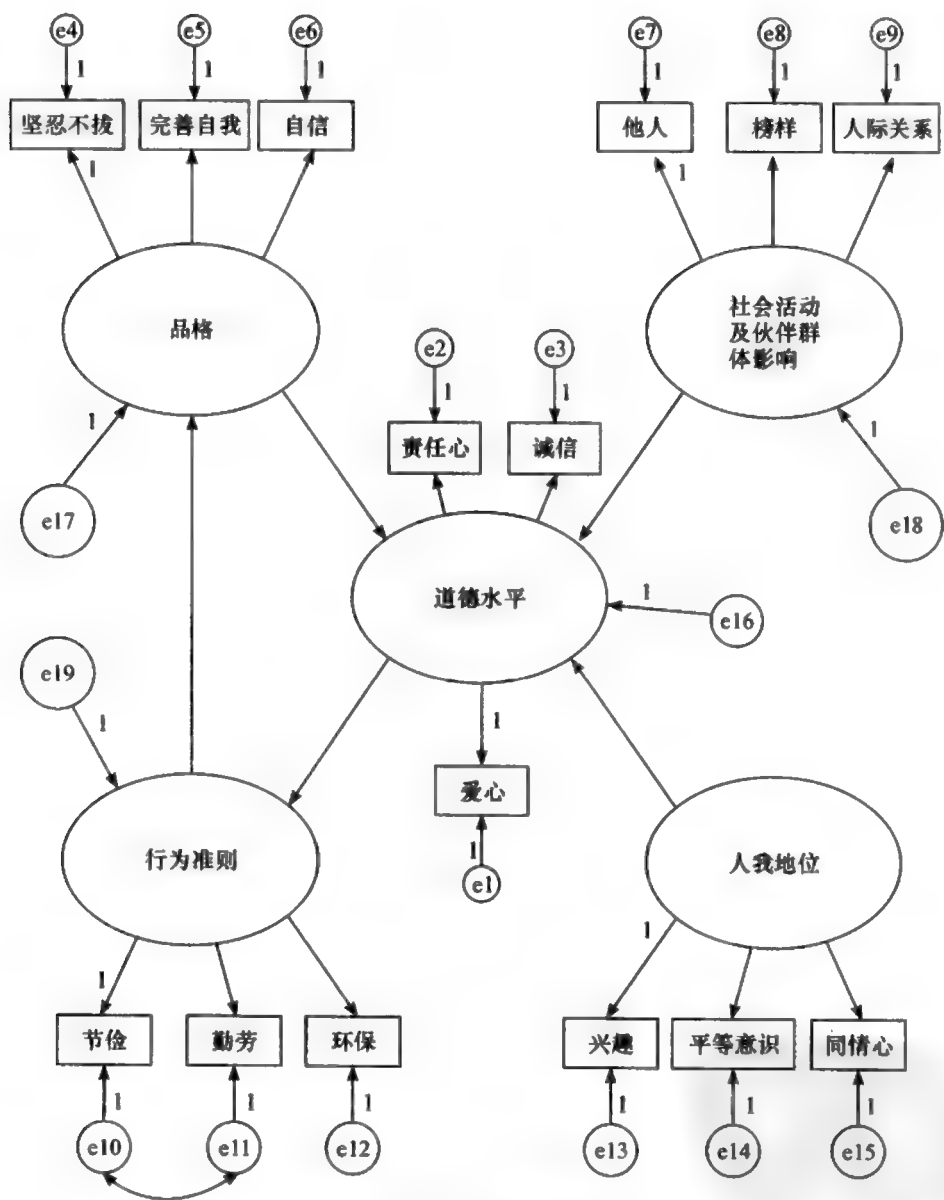 e4 e5 e6 e7 e8 e9
1 1 1 1 1 1
坚忍不拔 完善自我 自信 他人 榜样 人际关系
1 1
品格
社会活动
及伙伴群
体影响
e2 e3
1 1
1 1
责任心 诚信
e17 e18
道德水平
1 e16
e19
1
1
爱心
行为准则 人我地位
1
e1
1 1
节俭 勤劳 环保 兴趣 平等意识 同情心
1 1 1 1 1 1
e10 e11 e12 e13 e14 e15